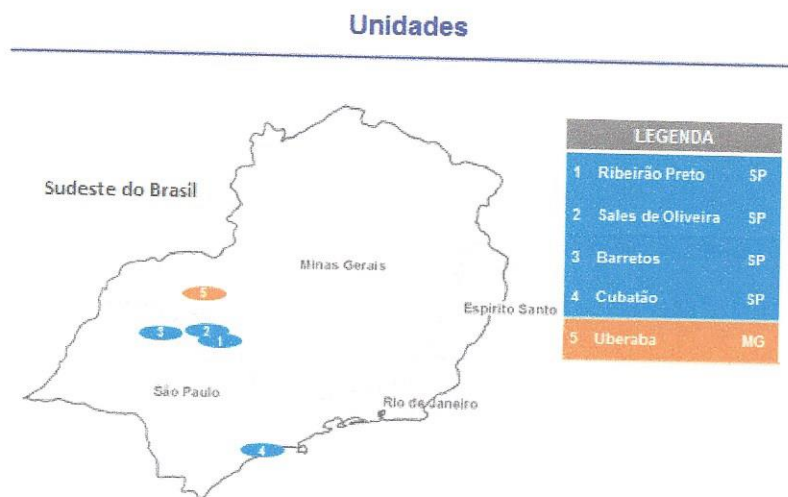 Unidades
Sudeste do Brasil
Minas Gerais
Espírito Santo
São Paulo
Rio de Janeiro
5
3
2
1
4
LEGENDA
1 Ribeirão Preto SP
2 Sales de Oliveira SP
3 Barretos SP
4 Cubatão SP
5 Uberaba MG